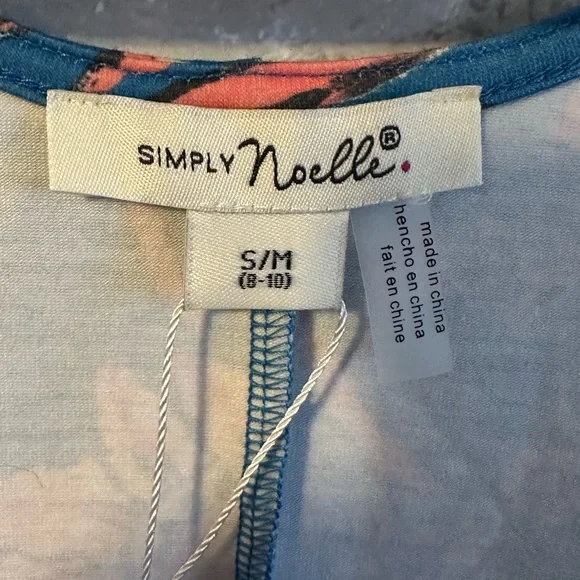 SIMPLY Noelle®.
S/M
(8-10)
made in china
hencho en china
fait en chine